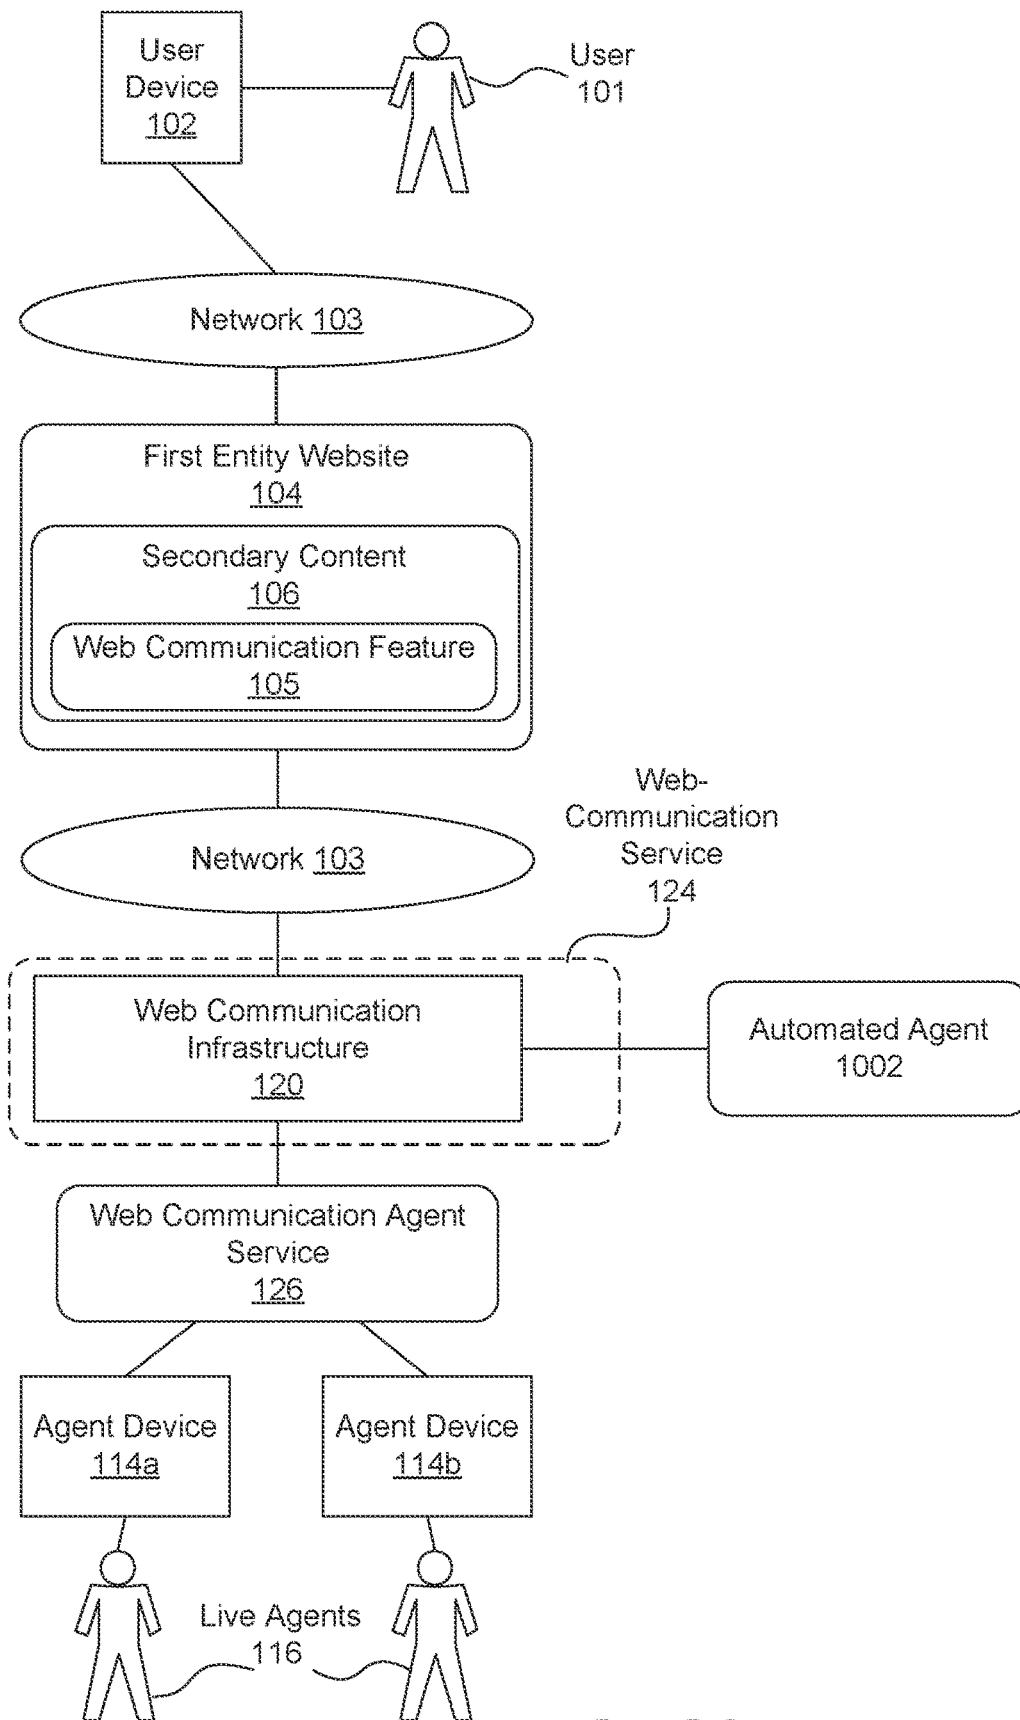 User
Device
102
User
101
Network 103
First Entity Website
104
Secondary Content
106
Web Communication Feature
105
Web-
Communication
Service
124
Network 103
Web Communication
Infrastructure
120
Automated Agent
1002
Web Communication Agent
Service
126
Agent Device
114a
Agent Device
114b
Live Agents
116